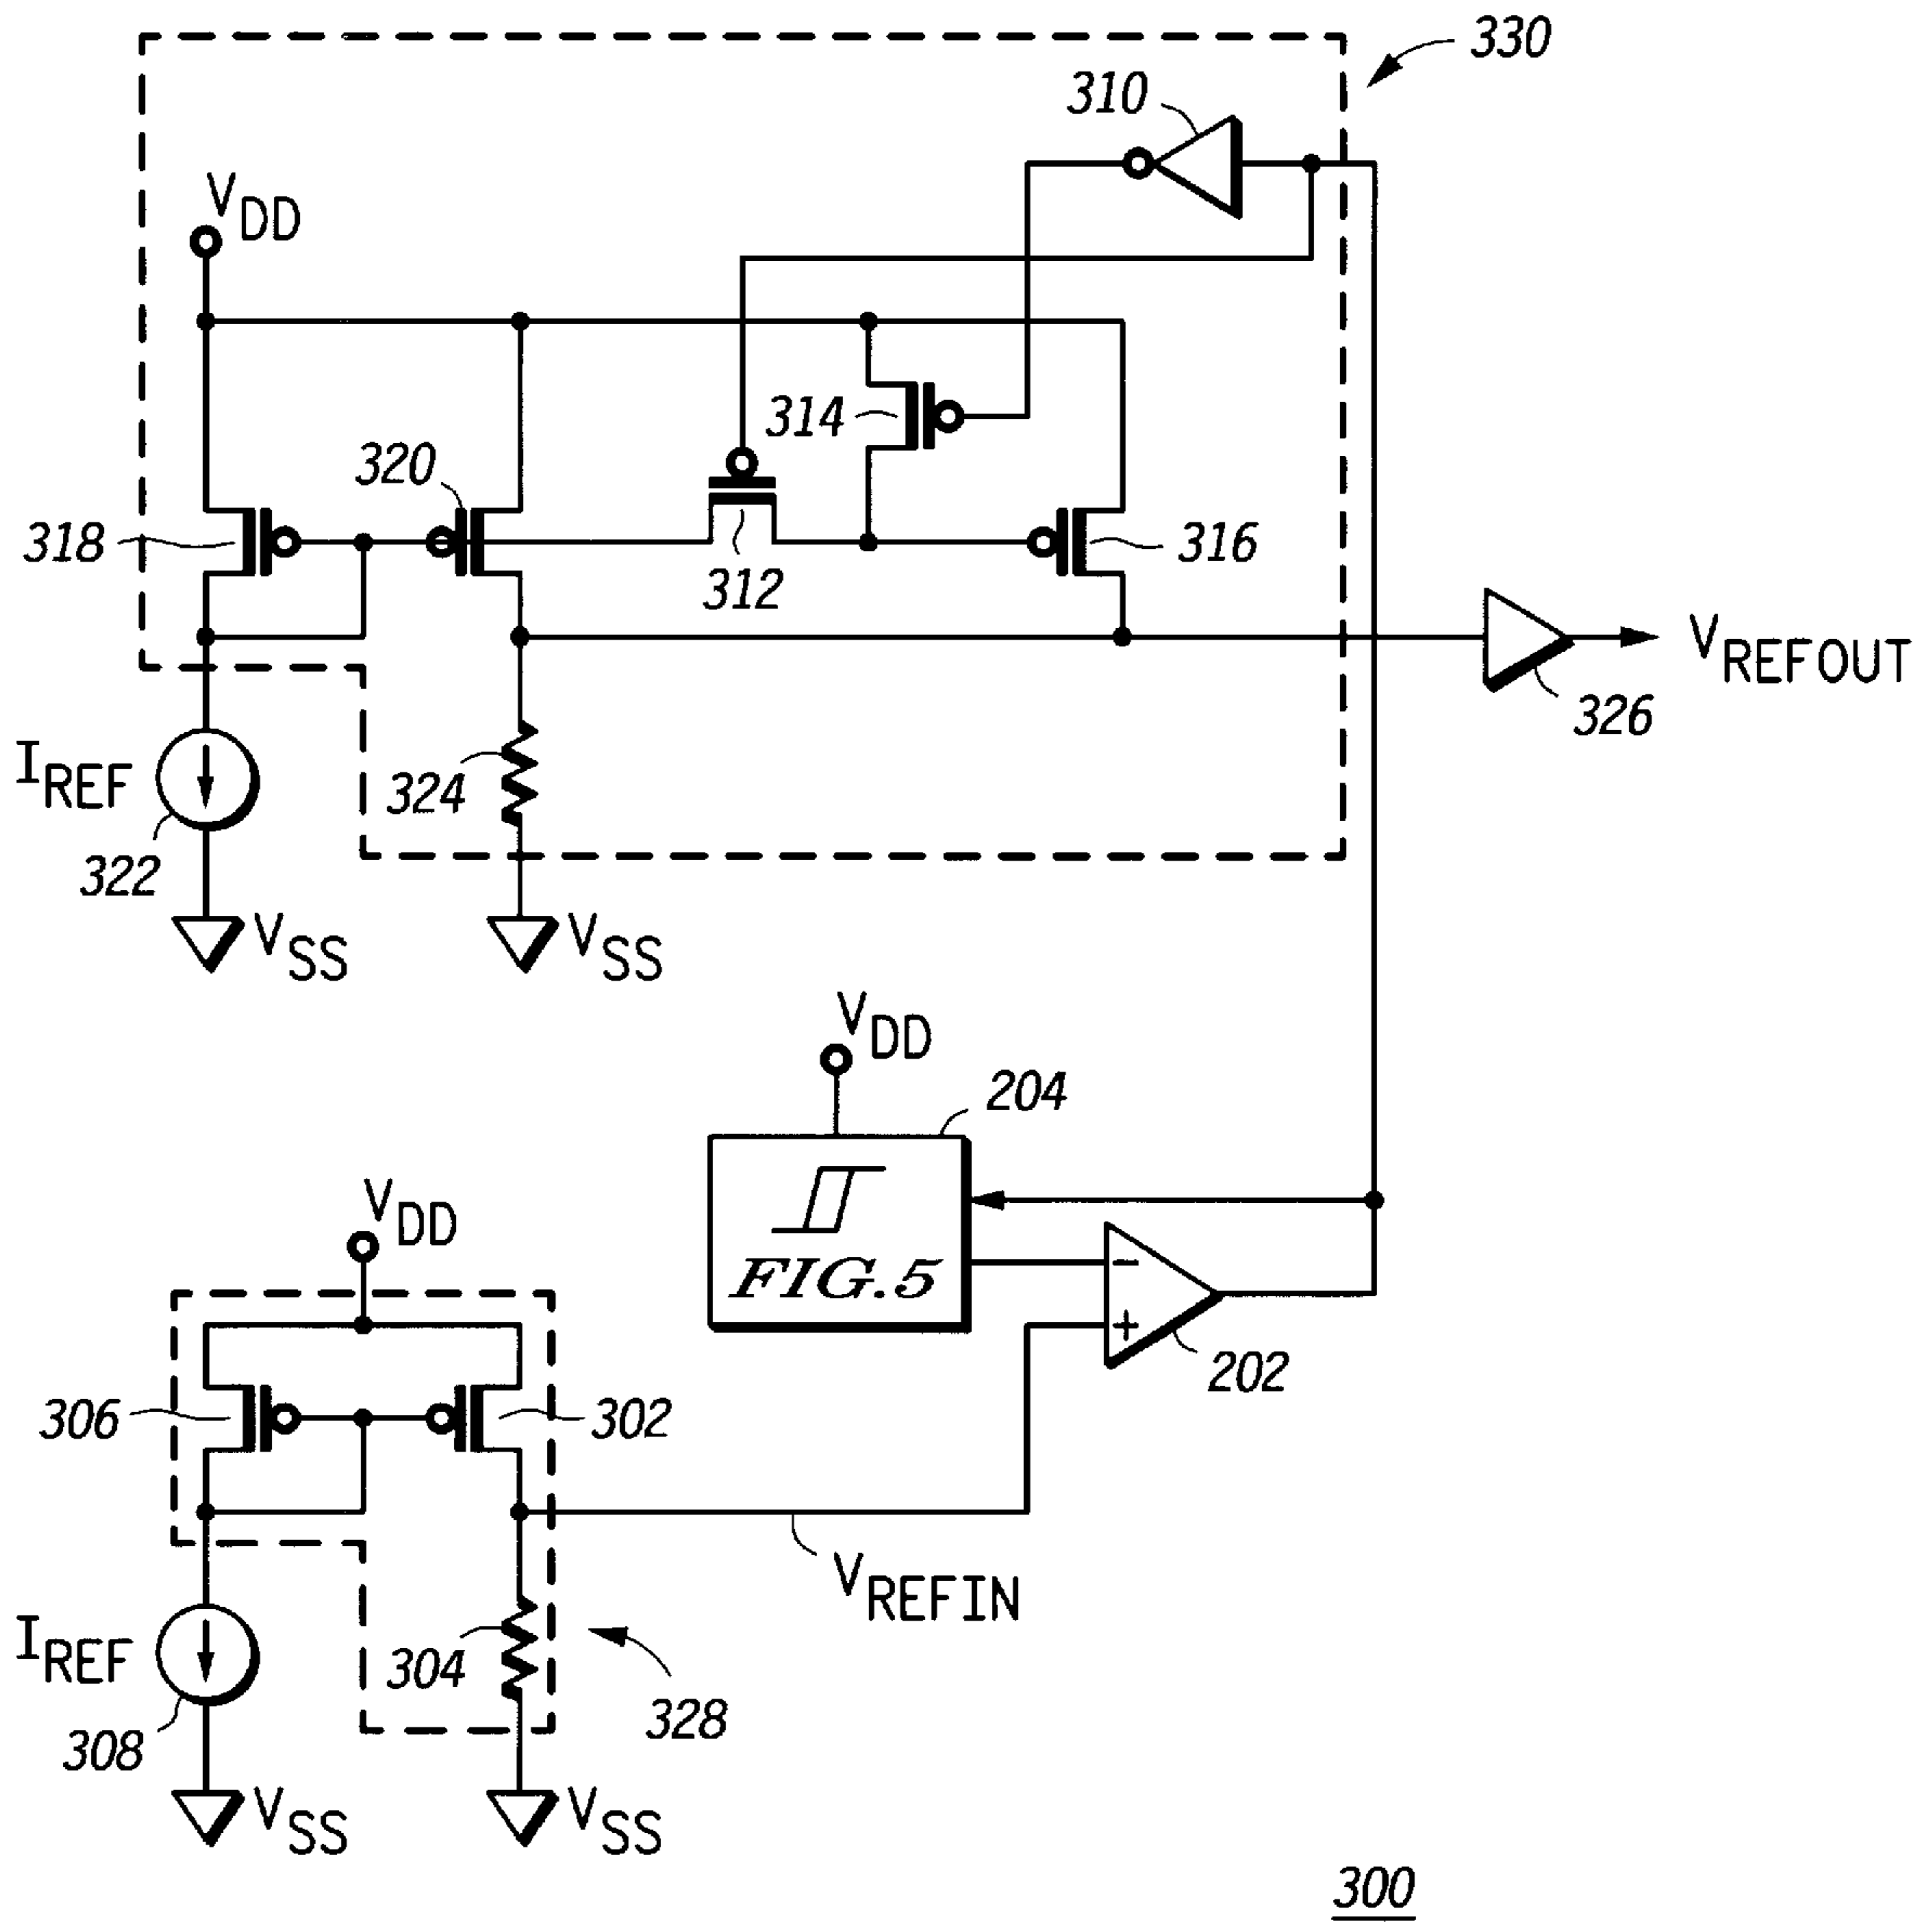 330
310
VDD
314
320
318
316
312
VREFOUT
326
IREF
324
322
VSS
VSS
VDD
204
VDD
FIG.5
−
+
202
306
302
VREFIN
IREF
304
328
308
VSS
VSS
300